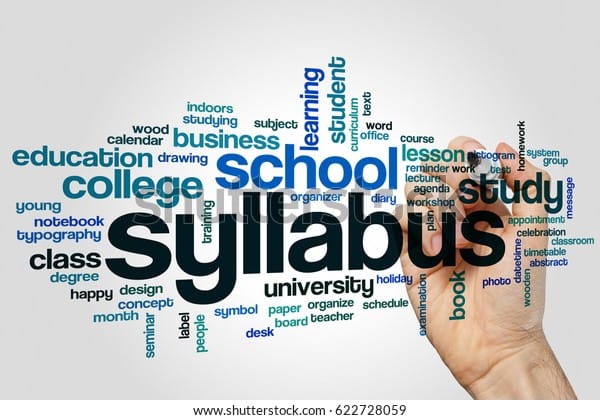 indoors
studying
subject
learning
student
curriculum
text
word
office
wood
calendar
business
drawing
education
college
school
organizer
diary
course
lesson
pictogram
reminder
work
test
lecture
agenda
workshop
plan
study
homework
system
group
message
young
notebook
typography
training
syllabus
appointment
celebration
classroom
timetable
abstract
datetime
wooden
photo
class
degree
happy
design
concept
month
seminar
label
people
university
holiday
symbol
paper
organize
schedule
board
teacher
desk
examination
book
shutterstock.com · 622728059